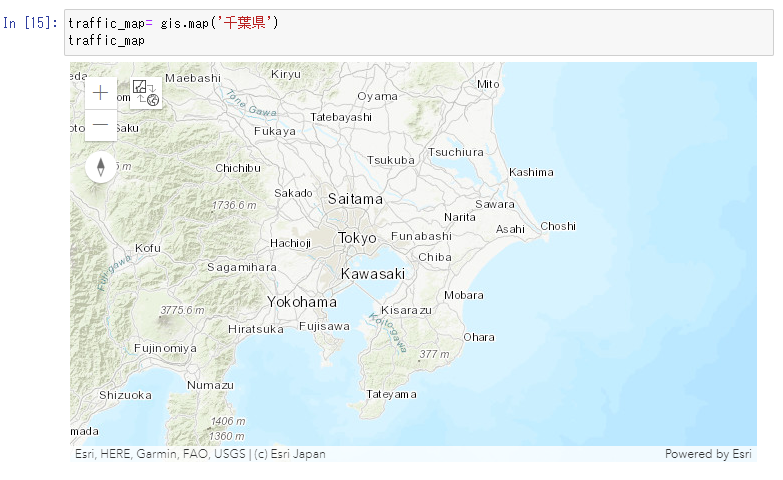 In [15]: traffic_map= gis.map('千葉県')
traffic_map
Kiryu
Maebashi
Mito
Oyama
Tone Gawa
Tatebayashi
Fukaya
Saku
Tsukuba
Tsuchiura
Chichibu
Kashima
Sakado
Saitama
1736.6 m
Sawara
Narita
Asahi
Choshi
Hachioji
Tokyo
Funabashi
Kofu
Chiba
Sagamihara
Kawasaki
Fuji-gawa
Mobara
Yokohama
3775.6 m
Kisarazu
Koito-gawa
Hiratsuka
Fujisawa
Ohara
Fujinomiya
377 m
Numazu
Shizuoka
Tateyama
1406 m
1360 m
Esri, HERE, Garmin, FAO, USGS | (c) Esri Japan
Powered by Esri